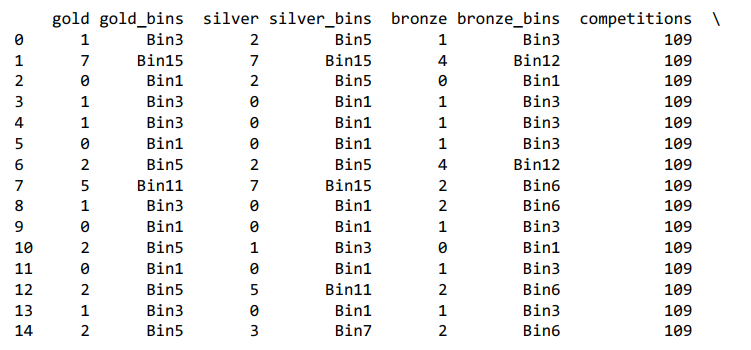 gold gold_bins silver silver_bins bronze bronze_bins competitions \
0 1 Bin3 2 Bin5 1 Bin3 109
1 7 Bin15 7 Bin15 4 Bin12 109
2 0 Bin1 2 Bin5 0 Bin1 109
3 1 Bin3 0 Bin1 1 Bin3 109
4 1 Bin3 0 Bin1 1 Bin3 109
5 0 Bin1 0 Bin1 1 Bin3 109
6 2 Bin5 2 Bin5 4 Bin12 109
7 5 Bin11 7 Bin15 2 Bin6 109
8 1 Bin3 0 Bin1 2 Bin6 109
9 0 Bin1 0 Bin1 1 Bin3 109
10 2 Bin5 1 Bin3 0 Bin1 109
11 0 Bin1 0 Bin1 1 Bin3 109
12 2 Bin5 5 Bin11 2 Bin6 109
13 1 Bin3 0 Bin1 1 Bin3 109
14 2 Bin5 3 Bin7 2 Bin6 109